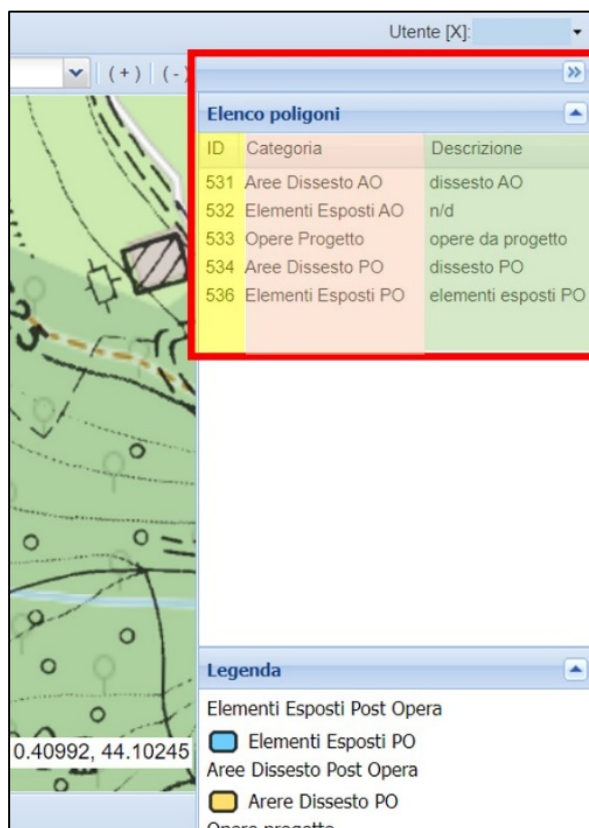 Utente [X]:
( + ) ( -
Elenco poligoni
ID Categoria Descrizione
531 Aree Dissesto AO dissesto AO
532 Elementi Esposti AO n/d
533 Opere Progetto opere da progetto
534 Aree Dissesto PO dissesto PO
536 Elementi Esposti PO elementi esposti PO
Legenda
Elementi Esposti Post Opera
Elementi Esposti PO
0.40992, 44.10245
Aree Dissesto Post Opera
Arere Dissesto PO
Opere progetto